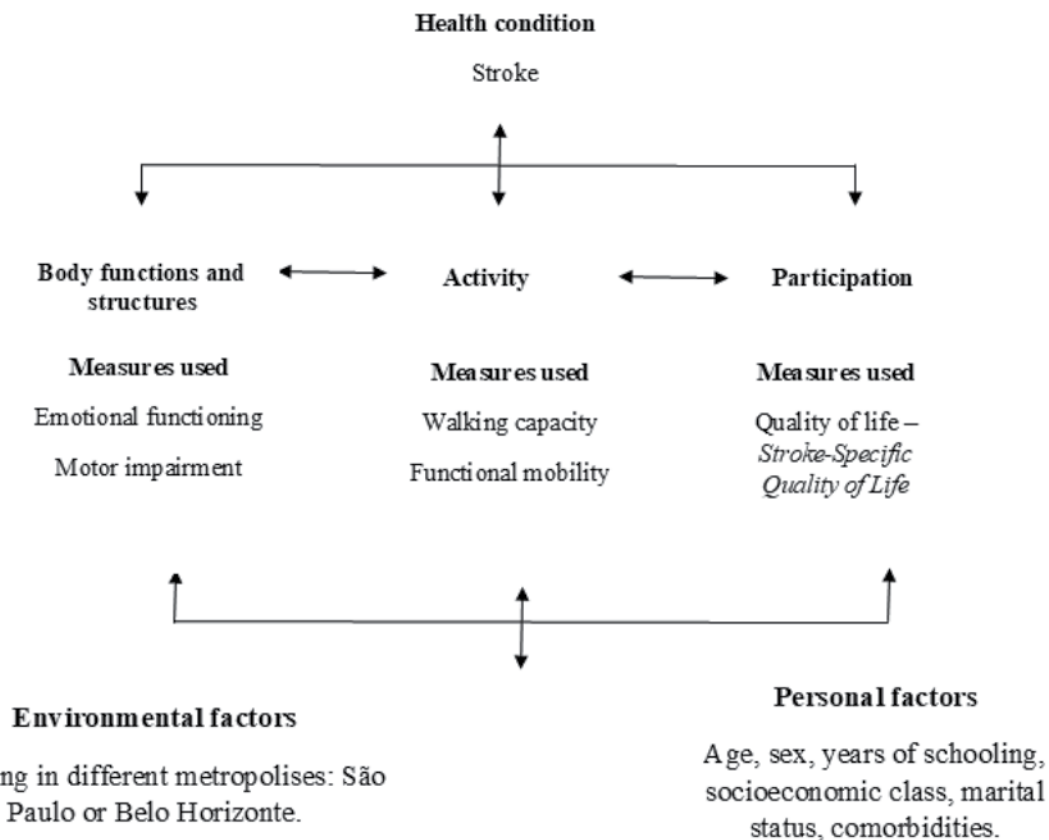 Health condition
Stroke
Body functions and
structures
Activity
Participation
Measures used
Emotional functioning
Motor impairment
Measures used
Walking capacity
Functional mobility
Measures used
Quality of life –
Stroke-Specific
Quality of Life
Environmental factors
in different metropolises: São
Paulo or Belo Horizonte.
Personal factors
Age, sex, years of schooling,
socioeconomic class, marital
status, comorbidities.